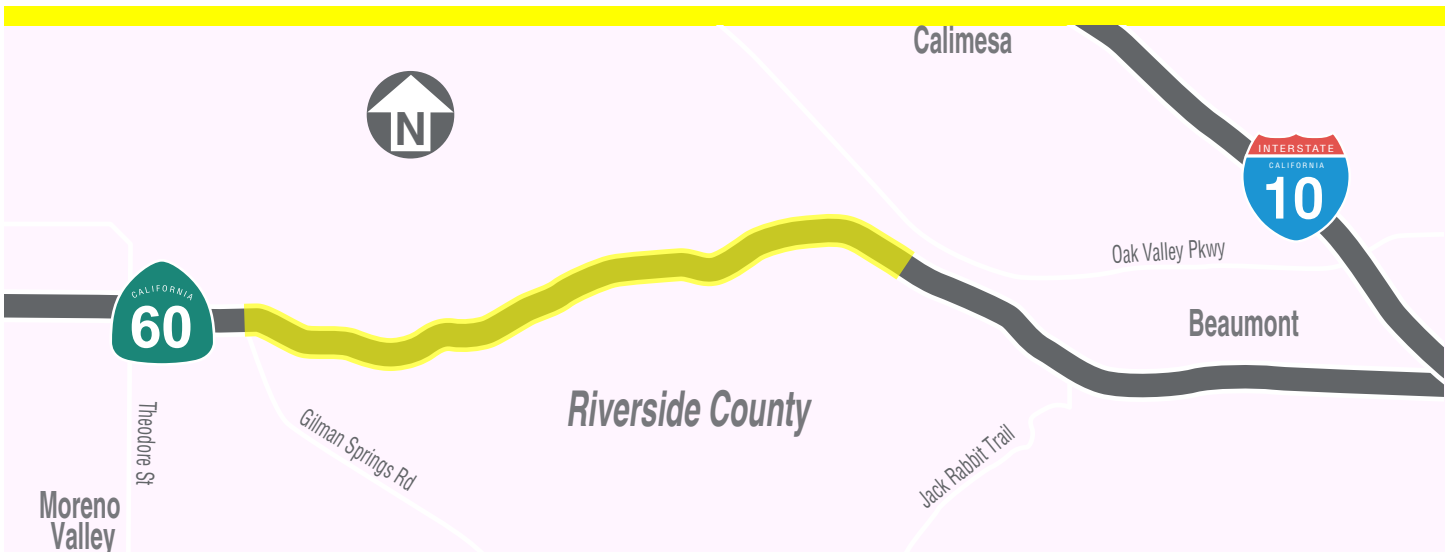 Calimesa
N
INTERSTATE
CALIFORNIA
10
Oak Valley Pkwy
CALIFORNIA
60
Beaumont
Riverside County
Theodore St
Gilman Springs Rd
Jack Rabbit Trail
Moreno
Valley